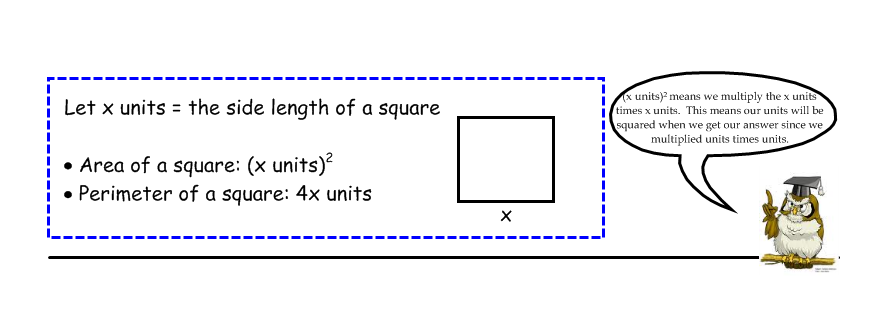 Let x units = the side length of a square
• Area of a square: (x units)²
• Perimeter of a square: 4x units
x
(x units)² means we multiply the x units
times x units.  This means our units will be
squared when we get our answer since we
multiplied units times units.